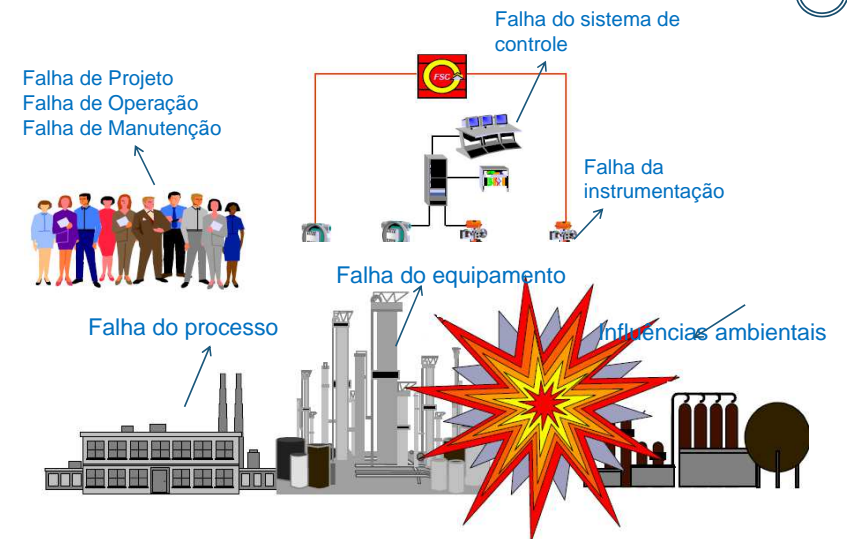 Falha do sistema de
controle
Falha de Projeto
Falha de Operação
Falha de Manutenção
FSC
Falha da
instrumentação
Falha do equipamento
Falha do processo
Influencias ambientais